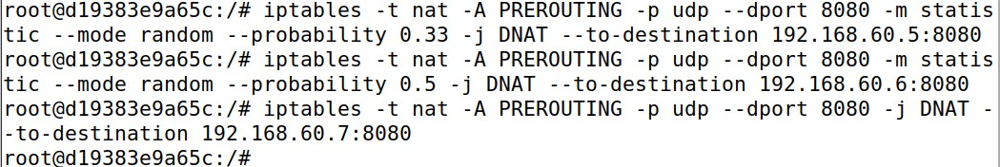 root@d19383e9a65c:/# iptables -t nat -A PREROUTING -p udp --dport 8080 -m statis
tic --mode random --probability 0.33 -j DNAT --to-destination 192.168.60.5:8080
root@d19383e9a65c:/# iptables -t nat -A PREROUTING -p udp --dport 8080 -m statis
tic --mode random --probability 0.5 -j DNAT --to-destination 192.168.60.6:8080
root@d19383e9a65c:/# iptables -t nat -A PREROUTING -p udp --dport 8080 -j DNAT -
-to-destination 192.168.60.7:8080
root@d19383e9a65c:/#